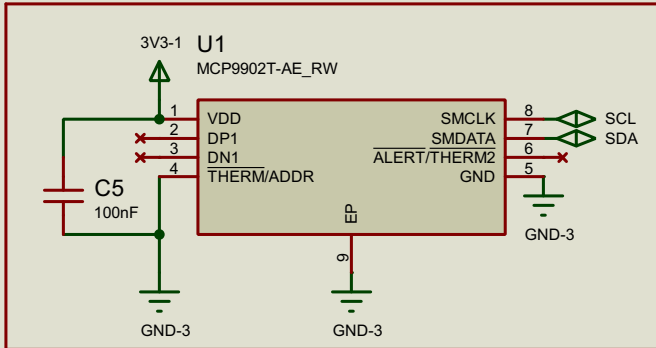 3V3-1
U1
MCP9902T-AE_RW
1 VDD
2 DP1
3 DN1
4 THERM/ADDR
SMCLK 8 SCL
SMDATA 7 SDA
ALERT/THERM2 6
GND 5
EP
9
C5
100nF
GND-3
GND-3
GND-3